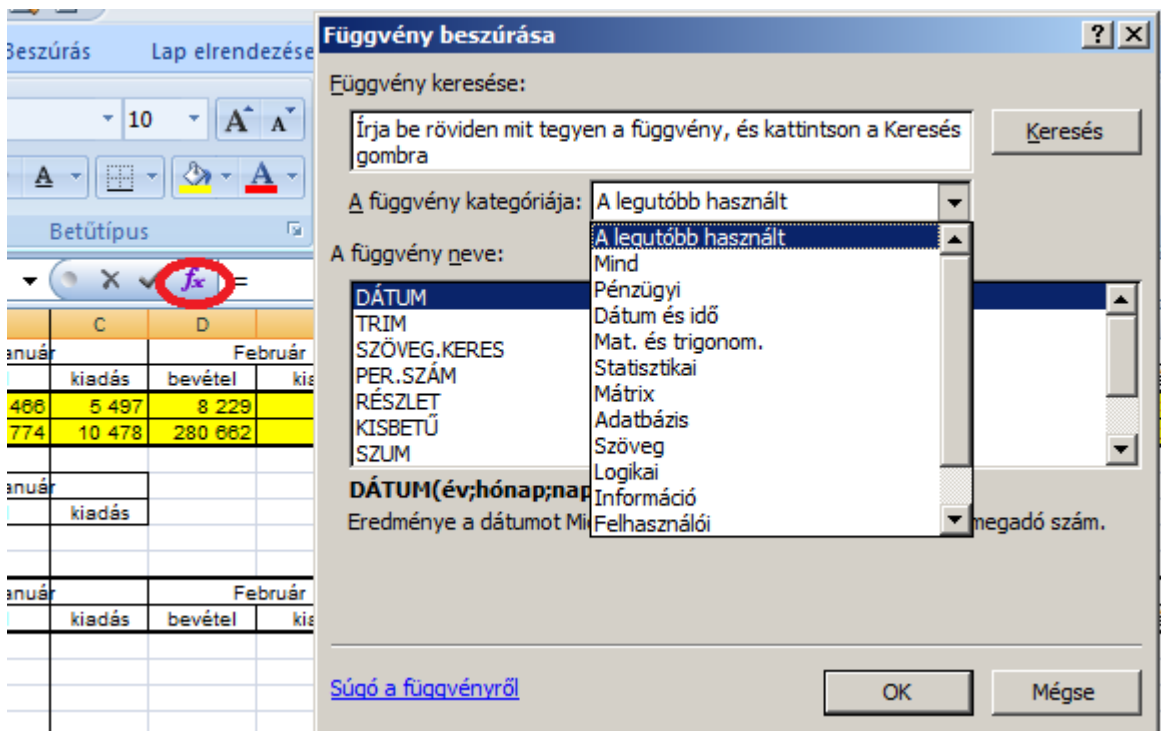 Beszúrás
Lap elrendezése
10
A A
A A
Betűtípus
fx =
C D
anuár Február
kiadás bevétel kia
466 5 497 8 229
774 10 478 280 662
anuár
kiadás
anuár Február
kiadás bevétel kia
Függvény beszúrása
Függvény keresése:
Írja be röviden mit tegyen a függvény, és kattintson a Keresés
gombra
Keresés
A függvény kategóriája: A legutóbb használt
A legutóbb használt
Mind
Pénzügyi
Dátum és idő
Mat. és trigonom.
Statisztikai
Mátrix
Adatbázis
Szöveg
Logikai
Információ
Felhasználói
A függvény neve:
DÁTUM
TRIM
SZÖVEG.KERES
PER.SZÁM
RÉSZLET
KISBETŰ
SZUM
DÁTUM(év;hónap;nap
Eredménye a dátumot Mi megadó szám.
Súgó a függvényről
OK
Mégse